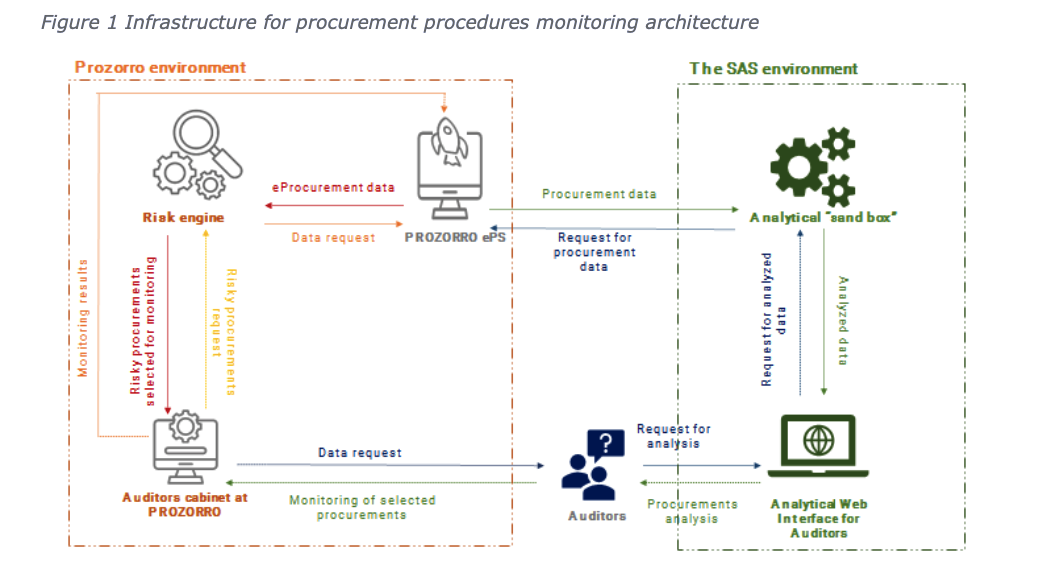 Figure 1 Infrastructure for procurement procedures monitoring architecture
Prozorro environment
The SAS environment
eProcurement data
Risk engine
Data request
PROZORRO ePS
Procurement data
Request for
procurement
data
Analytical "sand box"
Monitoring results
Risky procurements
selected for monitoring
Risky procurements
request
Request for analyzed
data
Analyzed data
Data request
Request for
analysis
Auditors cabinet at
PROZORRO
Monitoring of selected
procurements
?
Auditors
Procurements
analysis
Analytical Web
Interface for
Auditors